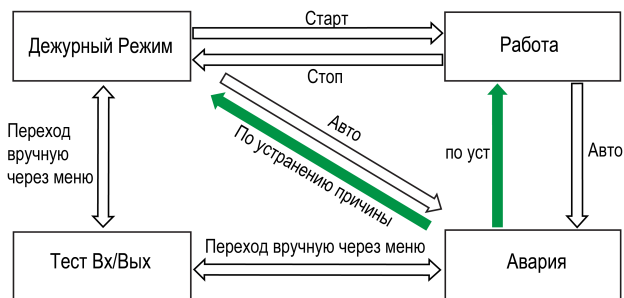 Старт
Дежурный Режим
Работа
Стоп
Переход
вручную
через меню
Авто
По устранению причины
по уст
Авто
Тест Вх/Вых
Переход вручную через меню
Авария